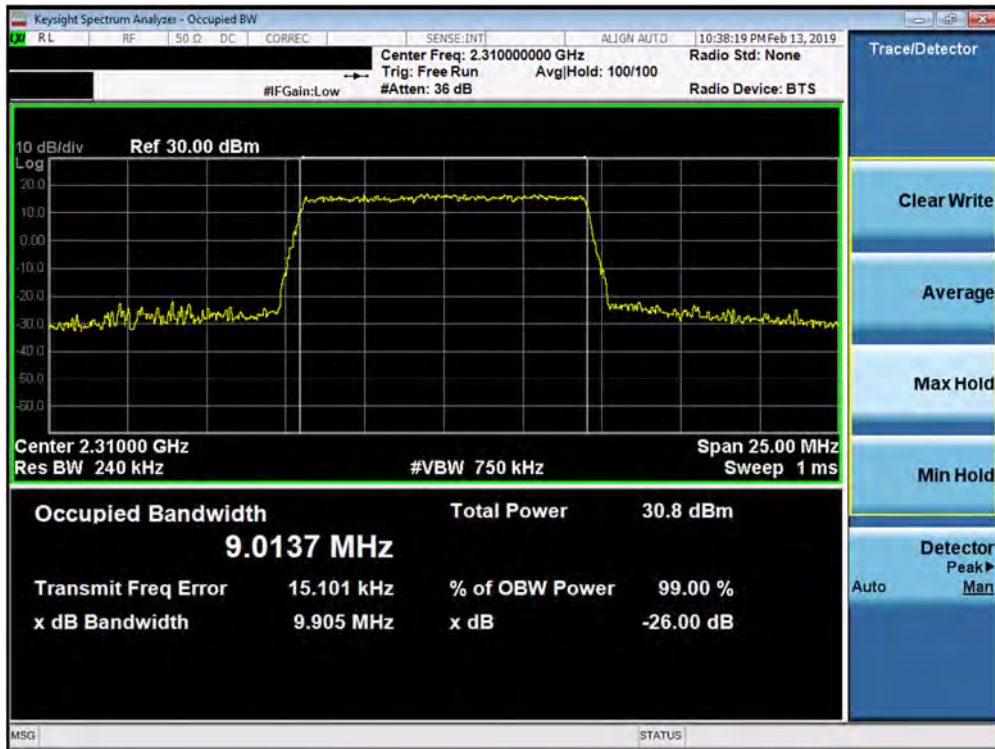 Keysight Spectrum Analyzer - Occupied BW
LXI RL RF 50 Ω DC CORREC SENSE:INT ALIGN AUTO 10:38:19 PM Feb 13, 2019
Center Freq: 2.310000000 GHz Radio Std: None
Trig: Free Run Avg|Hold: 100/100
#IFGain:Low #Atten: 36 dB Radio Device: BTS
10 dB/div Ref 30.00 dBm
Log
20.0
10.0
0.00
-10.0
-20.0
-30.0
-40.0
-50.0
-60.0
Center 2.31000 GHz Span 25.00 MHz
Res BW 240 kHz #VBW 750 kHz Sweep 1 ms
Occupied Bandwidth Total Power 30.8 dBm
9.0137 MHz
Transmit Freq Error 15.101 kHz % of OBW Power 99.00 %
x dB Bandwidth 9.905 MHz x dB -26.00 dB
MSG STATUS
Trace/Detector
Clear Write
Average
Max Hold
Min Hold
Detector
Peak▶
Auto Man